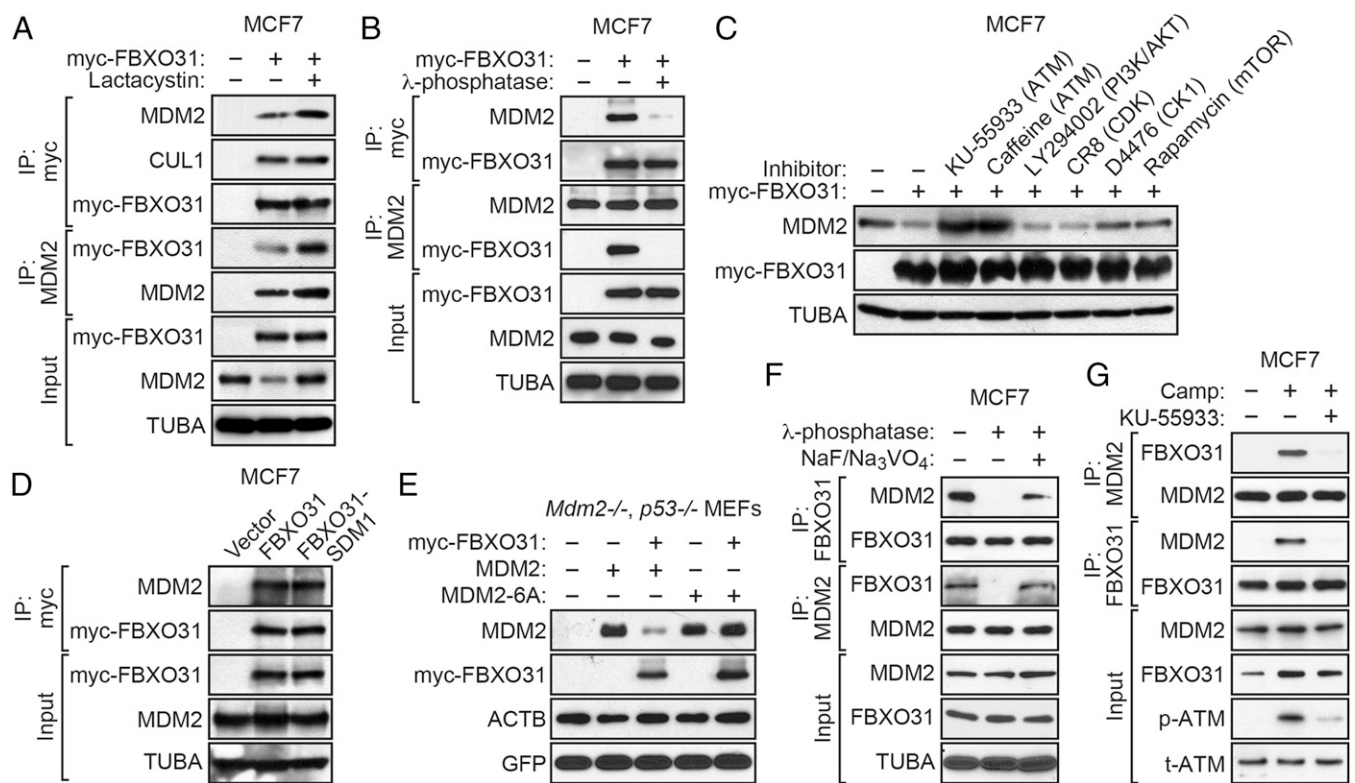 A
MCF7
myc-FBXO31: – + +
Lactacystin: – – +
IP: myc
MDM2
CUL1
myc-FBXO31
IP: MDM2
myc-FBXO31
MDM2
Input
myc-FBXO31
MDM2
TUBA
B
MCF7
myc-FBXO31: – + +
λ-phosphatase: – – +
IP: myc
MDM2
myc-FBXO31
IP: MDM2
MDM2
myc-FBXO31
Input
myc-FBXO31
MDM2
TUBA
C
MCF7
KU-55933 (ATM)
Caffeine (ATM)
LY294002 (PI3K/AKT)
CR8 (CDK)
D4476 (CK1)
Rapamycin (mTOR)
Inhibitor: – –
myc-FBXO31: – + + + + + + +
MDM2
myc-FBXO31
TUBA
D
MCF7
Vector
FBXO31
FBXO31-
SDM1
IP: myc
MDM2
myc-FBXO31
Input
myc-FBXO31
MDM2
TUBA
E
Mdm2-/-, p53-/- MEFs
myc-FBXO31: – – + – +
MDM2: – + + – –
MDM2-6A: – – – + +
MDM2
myc-FBXO31
ACTB
GFP
F
MCF7
λ-phosphatase: – + +
NaF/Na₃VO₄: – – +
IP: FBXO31
MDM2
FBXO31
IP: MDM2
FBXO31
MDM2
Input
MDM2
FBXO31
TUBA
G
MCF7
Camp: – + +
KU-55933: – – +
IP: MDM2
FBXO31
MDM2
IP: FBXO31
MDM2
FBXO31
Input
MDM2
FBXO31
p-ATM
t-ATM